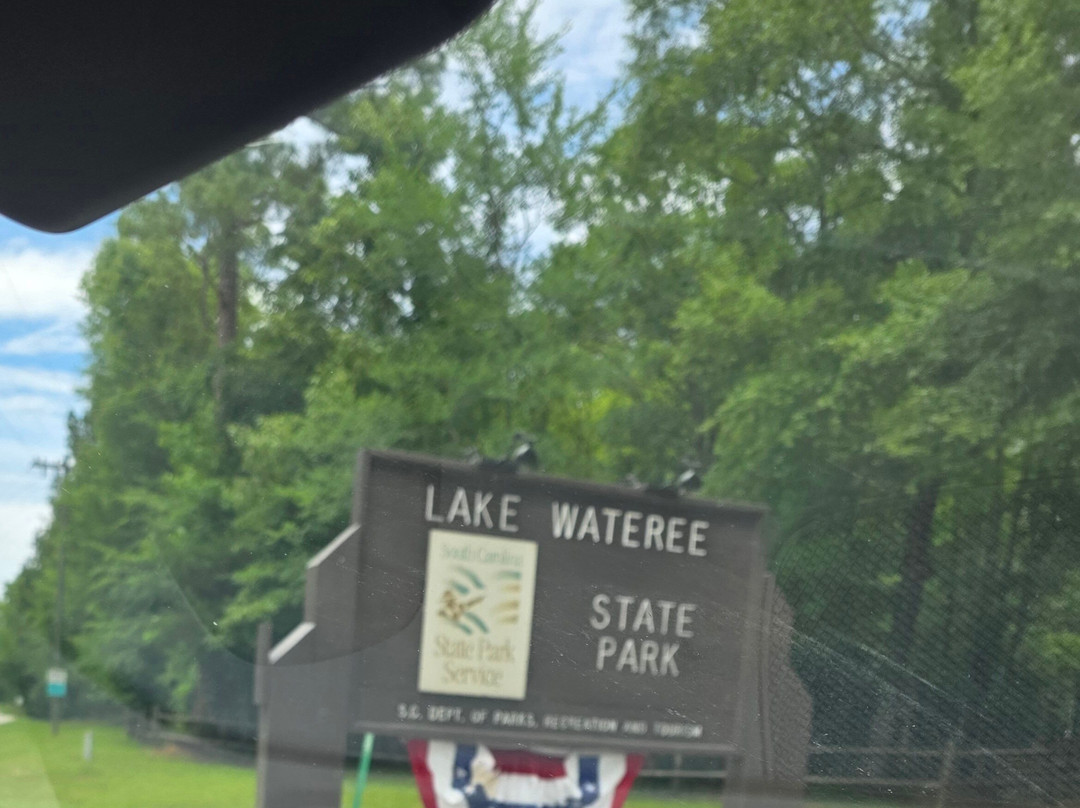 LAKE WATEREE
South Carolina
State Park
Service
STATE
PARK
S.C. DEPT. OF PARKS, RECREATION AND TOURISM